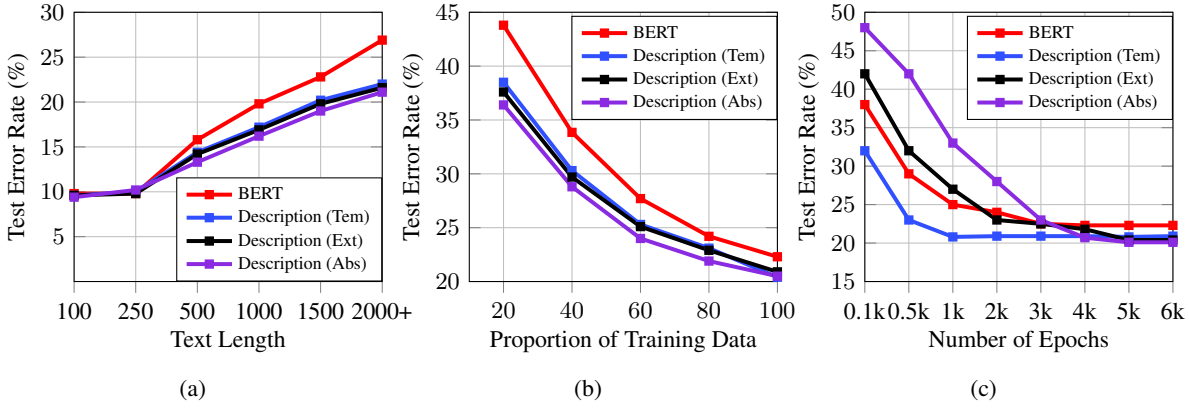 30
25
20
15
10
5
100 250 500 1000 1500 2000+
Test Error Rate (%)
Text Length
BERT
Description (Tem)
Description (Ext)
Description (Abs)
(a)
45
40
35
30
25
20
20 40 60 80 100
Test Error Rate (%)
Proportion of Training Data
BERT
Description (Tem)
Description (Ext)
Description (Abs)
(b)
50
45
40
35
30
25
20
15
0.1k 0.5k 1k 2k 3k 4k 5k 6k
Test Error Rate (%)
Number of Epochs
BERT
Description (Tem)
Description (Ext)
Description (Abs)
(c)